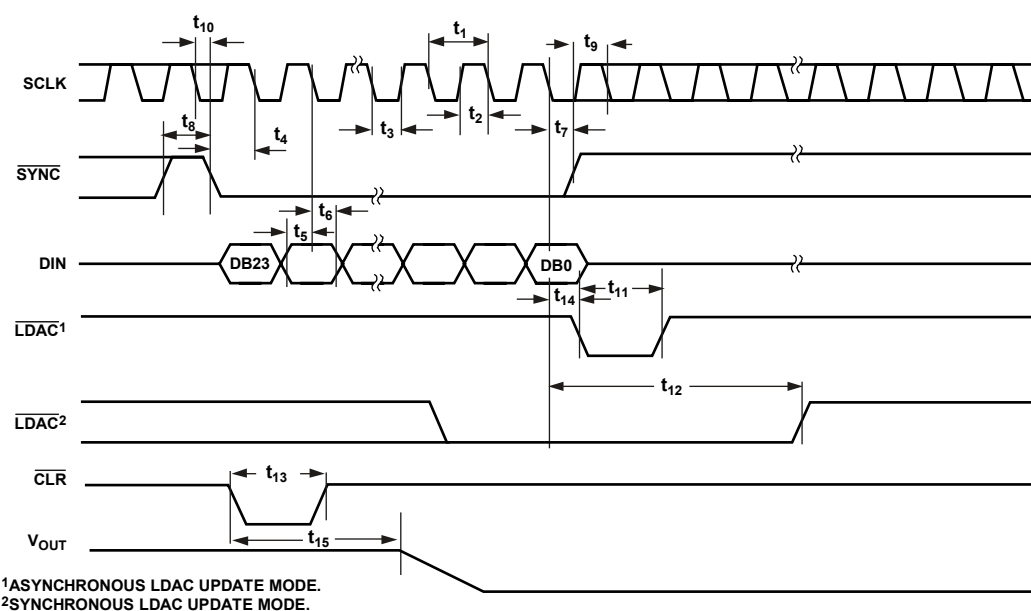 t10
t1
t9
SCLK
t8
t4
t3
t2
t7
SYNC
t6
t5
DIN
DB23
DB0
t14
t11
LDAC1
t12
LDAC2
CLR
t13
VOUT
t15
1ASYNCHRONOUS LDAC UPDATE MODE.
2SYNCHRONOUS LDAC UPDATE MODE.